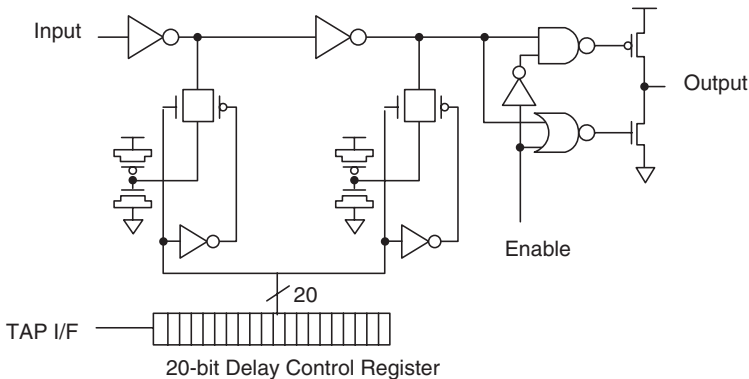 Input
Output
Enable
20
TAP I/F
20-bit Delay Control Register